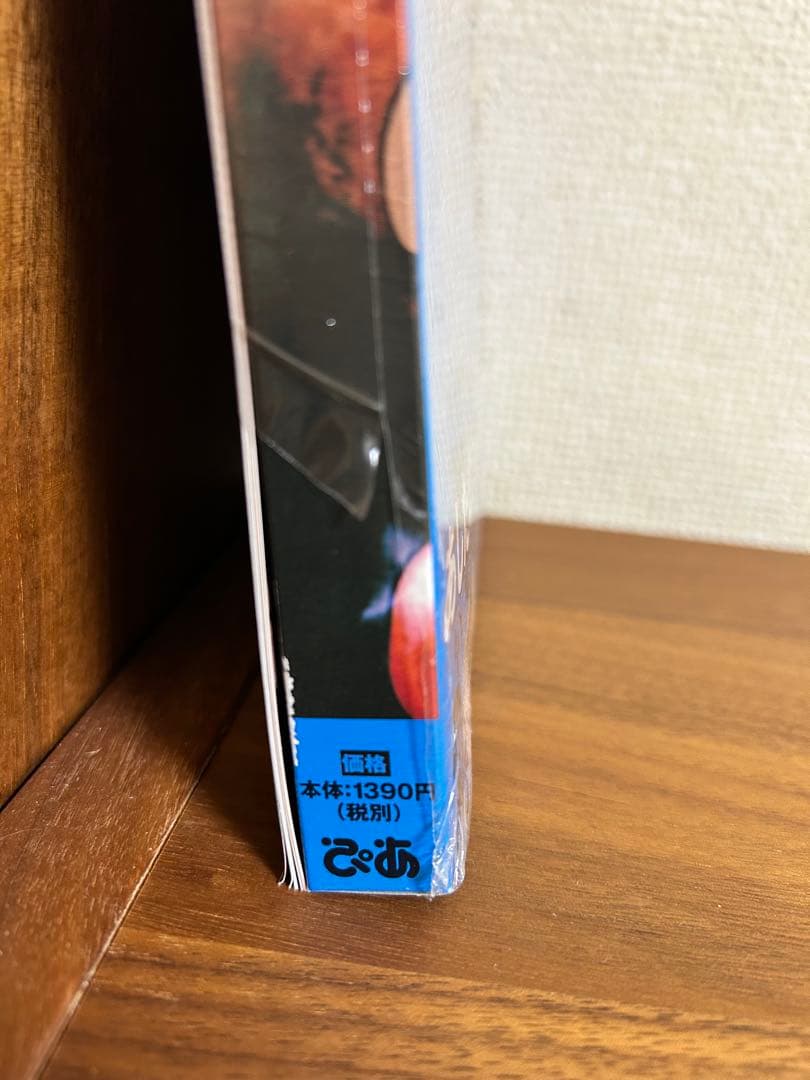 価格
本体：1390円
（税別）
ぴあ